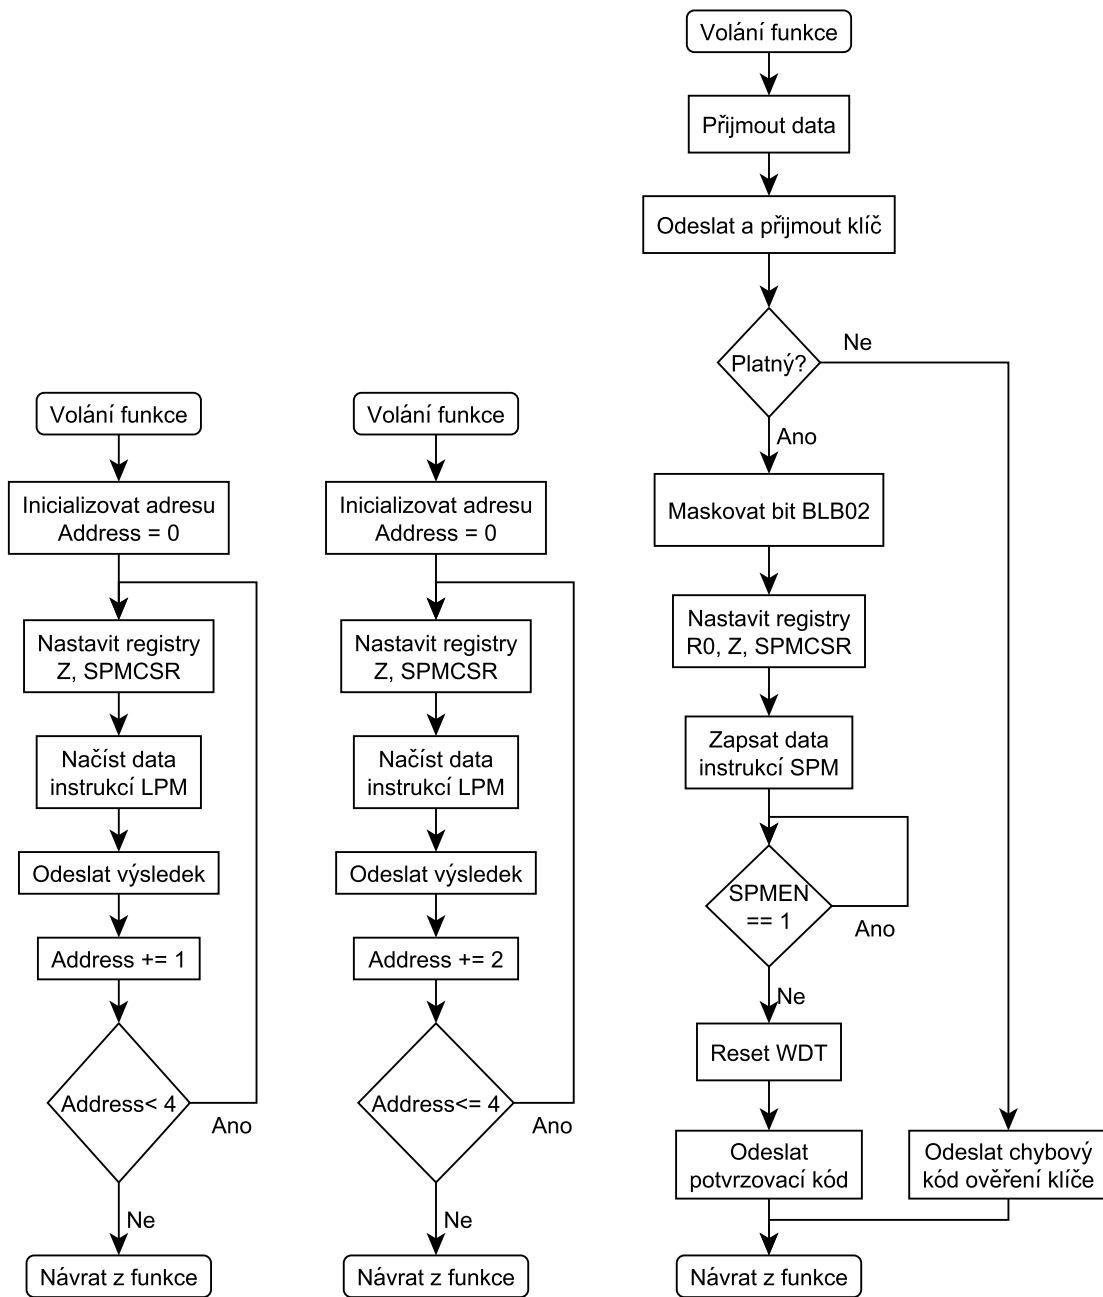 Volání funkce
Inicializovat adresu
Address = 0
Nastavit registry
Z, SPMCSR
Načíst data
instrukcí LPM
Odeslat výsledek
Address += 1
Address< 4
Ano
Ne
Návrat z funkce
Volání funkce
Inicializovat adresu
Address = 0
Nastavit registry
Z, SPMCSR
Načíst data
instrukcí LPM
Odeslat výsledek
Address += 2
Address<= 4
Ano
Ne
Návrat z funkce
Volání funkce
Přijmout data
Odeslat a přijmout klíč
Platný?
Ne
Ano
Maskovat bit BLB02
Nastavit registry
R0, Z, SPMCSR
Zapsat data
instrukcí SPM
SPMEN
== 1
Ano
Ne
Reset WDT
Odeslat
potvrzovací kód
Odeslat chybový
kód ověření klíče
Návrat z funkce